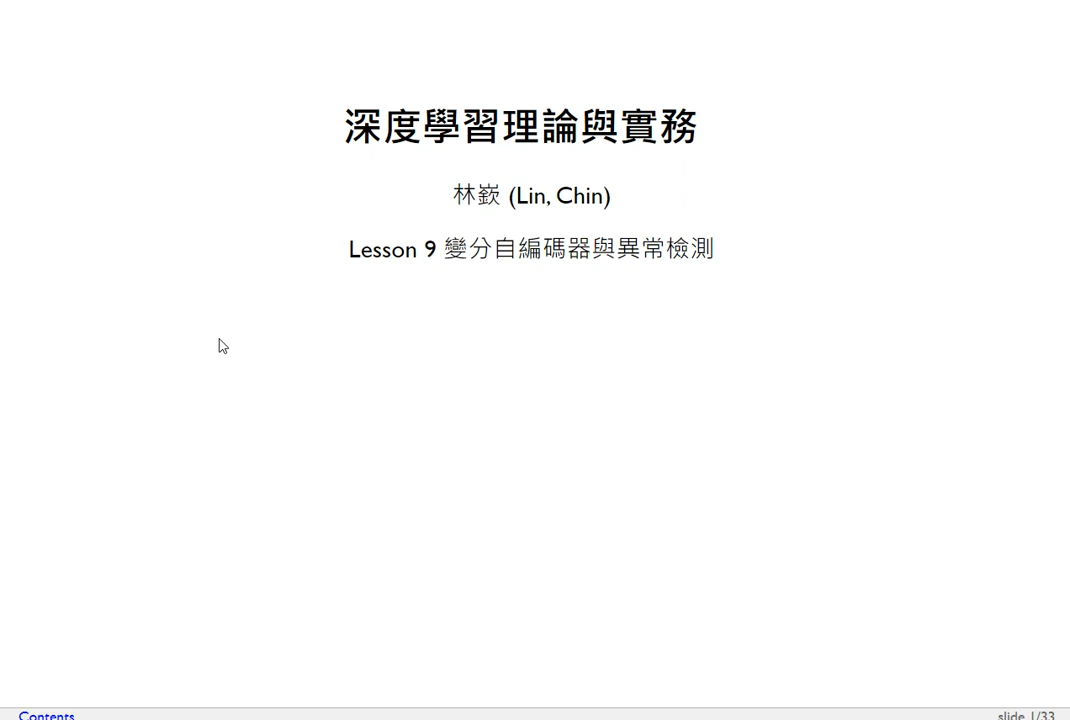 深度學習理論與實務
林嶔 (Lin, Chin)
Lesson 9 變分自編碼器與異常檢測
Contents
slide 1/33